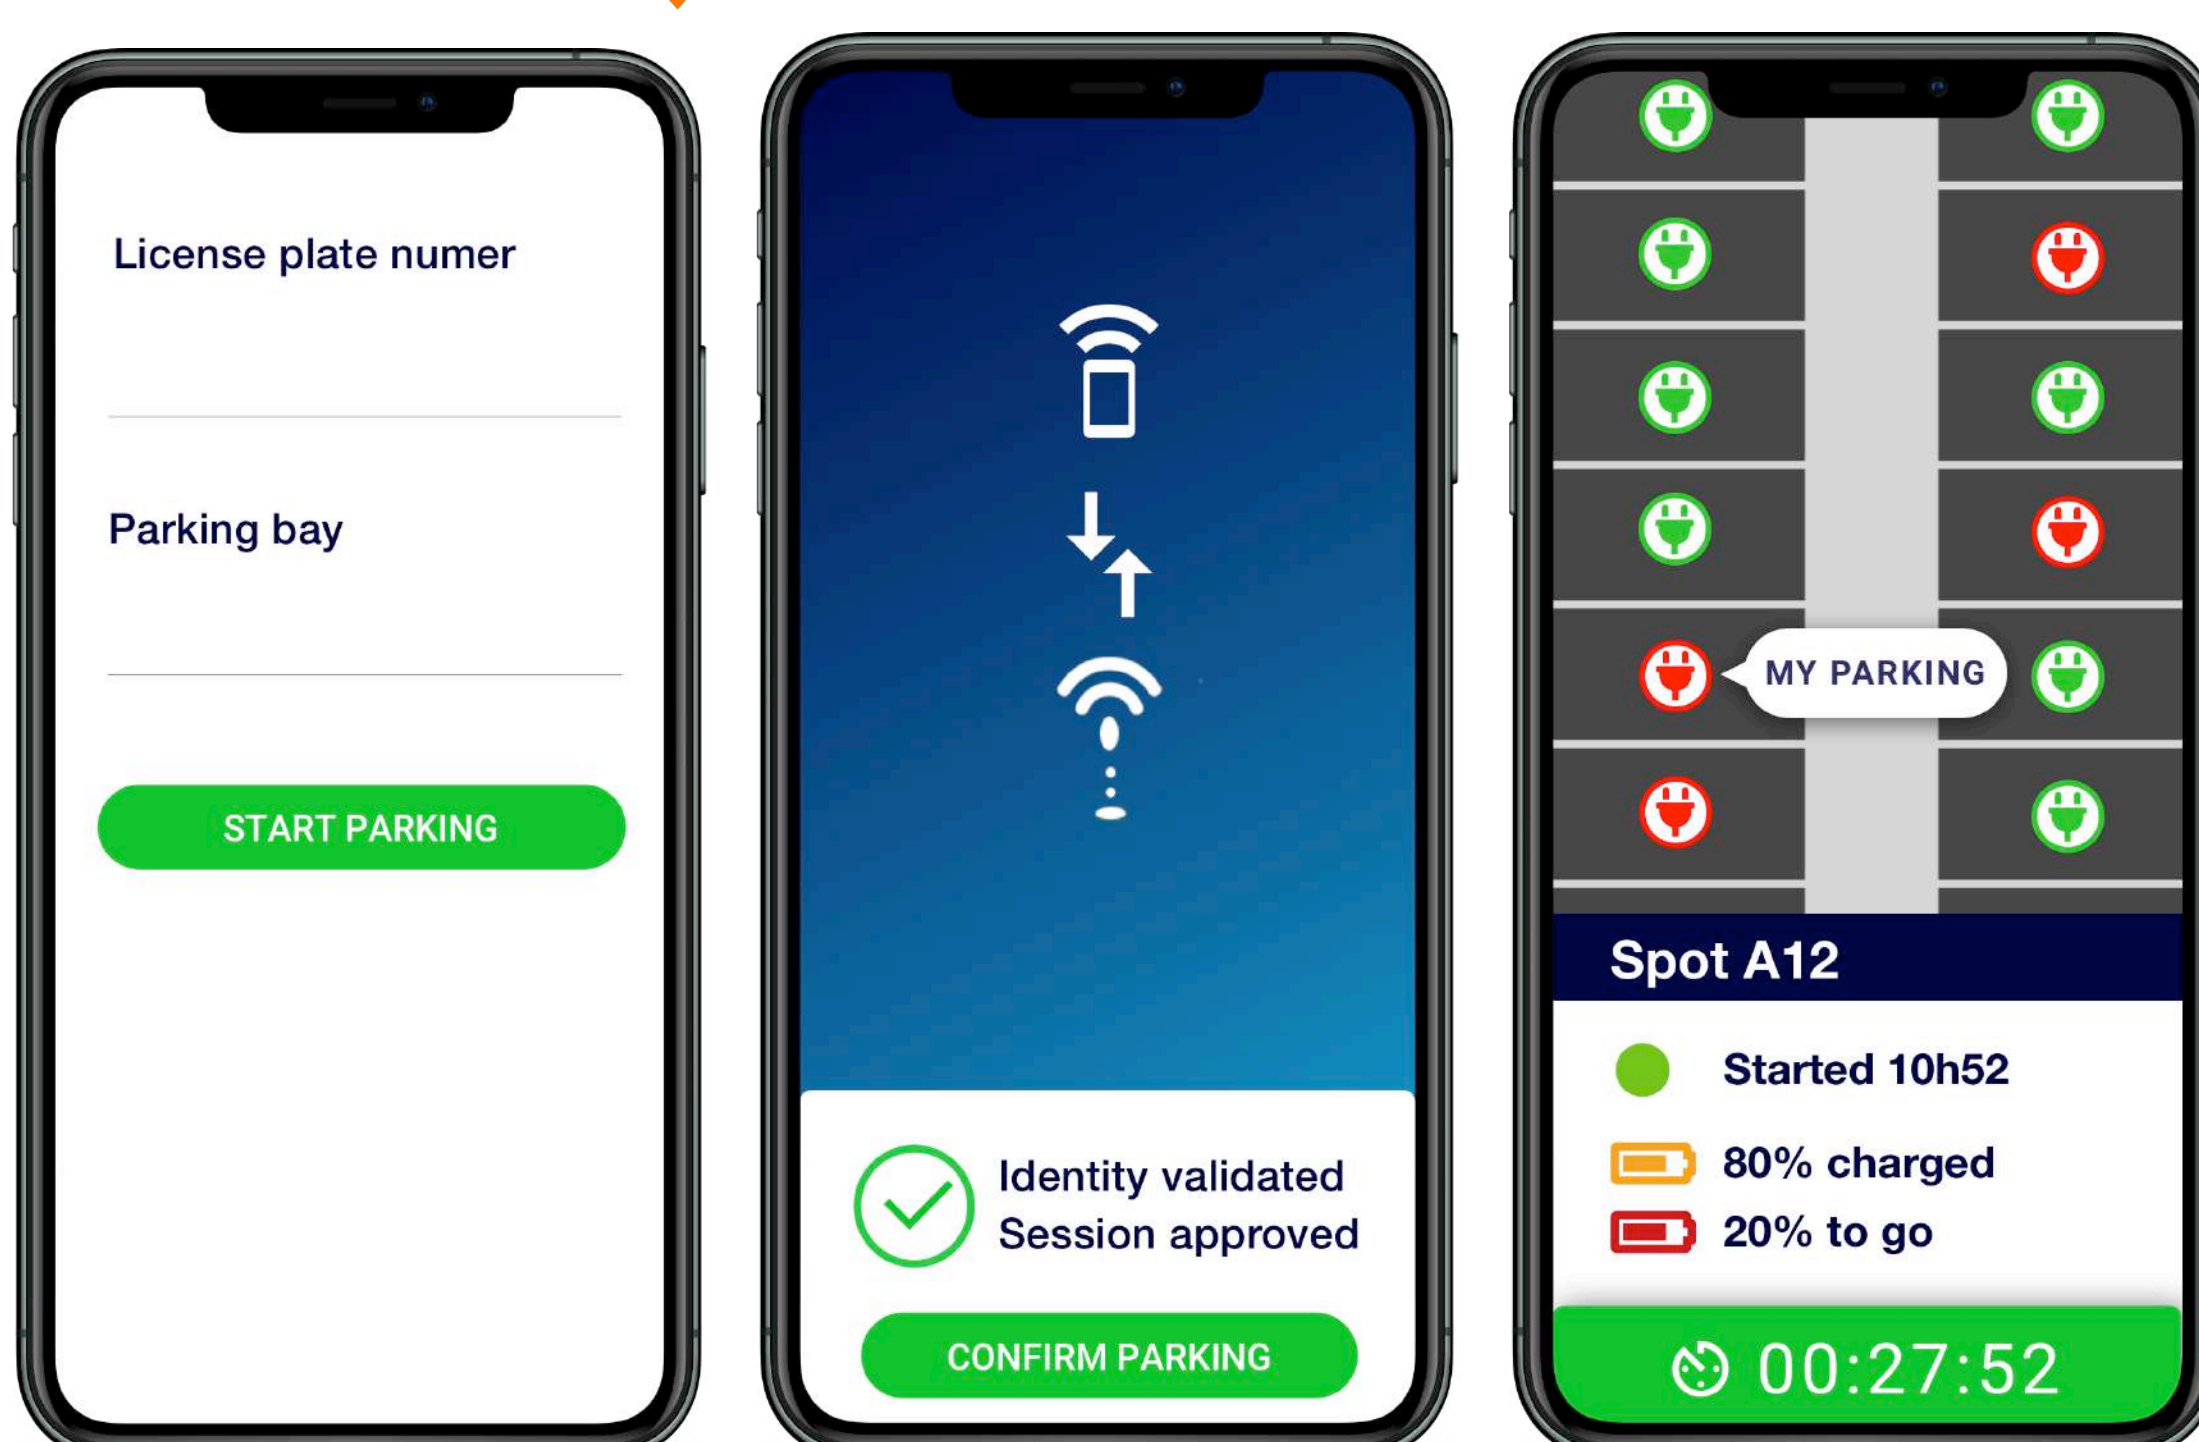 License plate numer
Parking bay
START PARKING
Identity validated
Session approved
CONFIRM PARKING
MY PARKING
Spot A12
Started 10h52
80% charged
20% to go
00:27:52